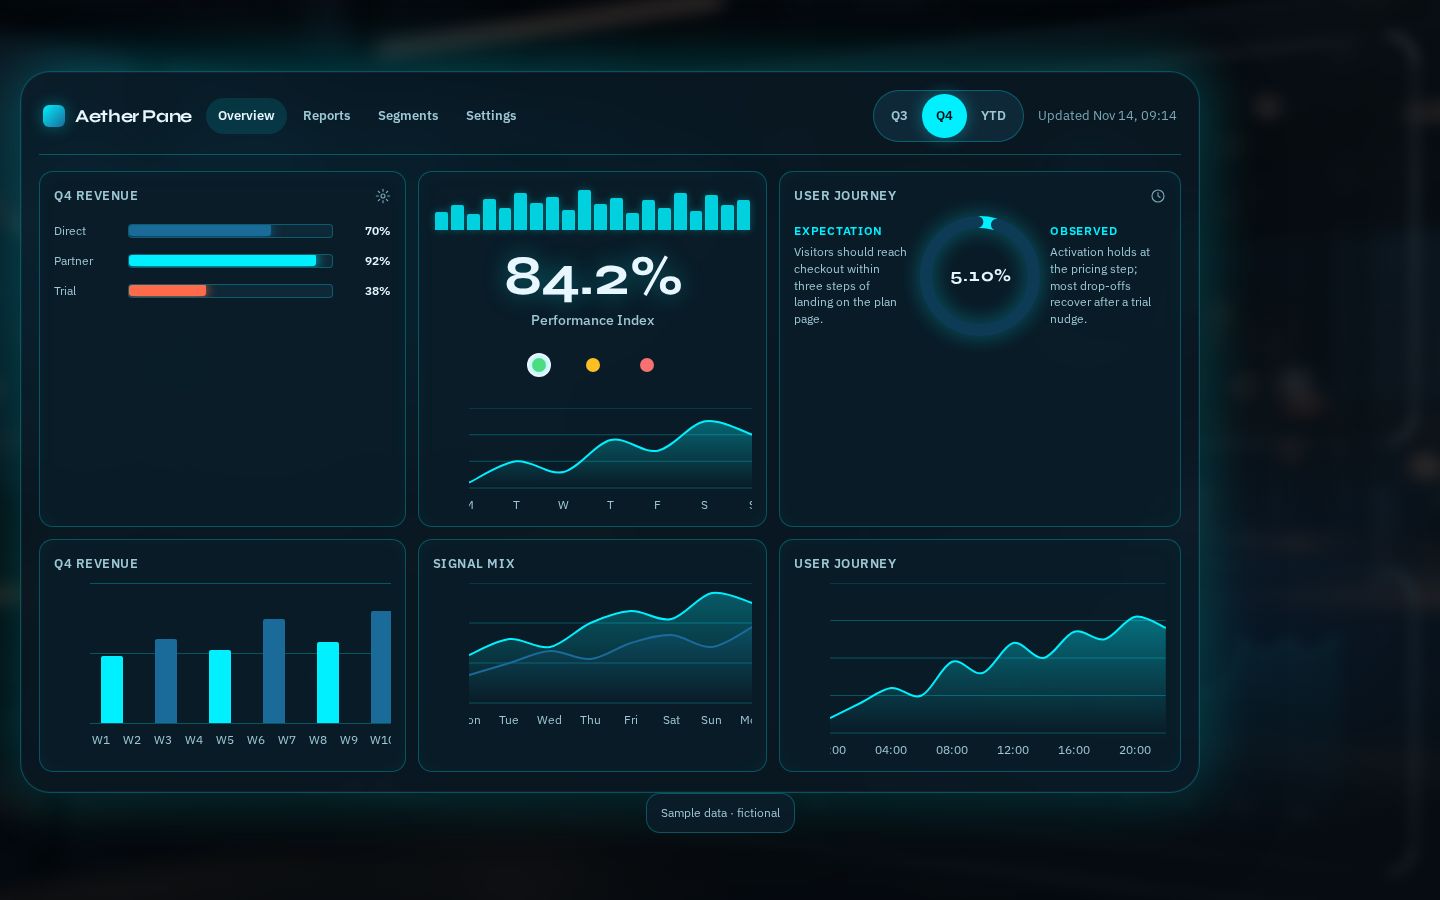 Aether Pane
Overview
Reports
Segments
Settings
Q3
Q4
YTD
Updated Nov 14, 09:14
Q4 REVENUE
Direct
70%
Partner
92%
Trial
38%
84.2%
Performance Index
T
W
T
F
S
USER JOURNEY
EXPECTATION
Visitors should reach
checkout within
three steps of
landing on the plan
page.
5.10%
OBSERVED
Activation holds at
the pricing step;
most drop-offs
recover after a trial
nudge.
Q4 REVENUE
W1 W2 W3 W4 W5 W6 W7 W8 W9 W10
SIGNAL MIX
on Tue Wed Thu Fri Sat Sun
USER JOURNEY
:00 04:00 08:00 12:00 16:00 20:00
Sample data · fictional